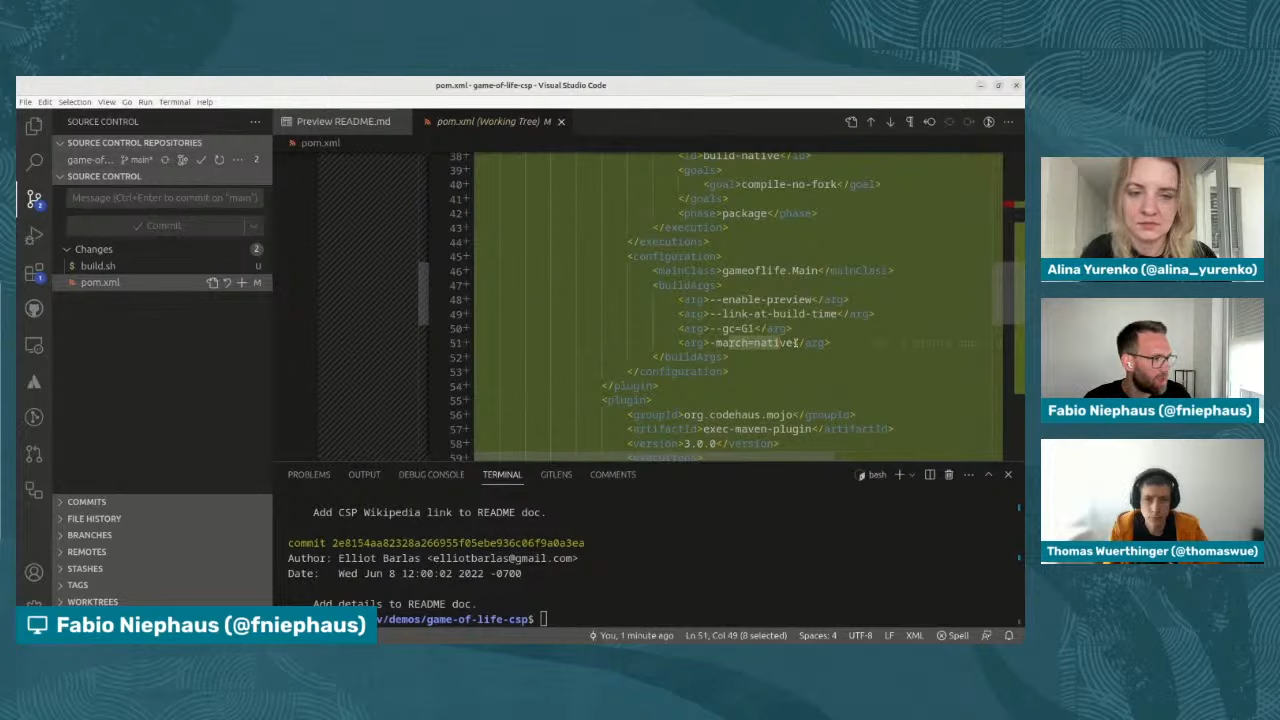 pom.xml - game-of-life-csp - Visual Studio Code
File Edit Selection View Go Run Terminal Help
SOURCE CONTROL
SOURCE CONTROL REPOSITORIES
game-of... main* 2
SOURCE CONTROL
Message (Ctrl+Enter to commit on "main")
Commit
Changes 2
$ build.sh U
pom.xml M
COMMITS
FILE HISTORY
BRANCHES
REMOTES
STASHES
TAGS
WORKTREES
Preview README.md
pom.xml (Working Tree) M
pom.xml
38+ <id>build-native</id>
39+ <goals>
40+ <goal>compile-no-fork</goal>
41+ </goals>
42+ <phase>package</phase>
43+ </execution>
44+ </executions>
45+ <configuration>
46+ <mainClass>gameoflife.Main</mainClass>
47+ <buildArgs>
48+ <arg>--enable-preview</arg>
49+ <arg>--link-at-build-time</arg>
50+ <arg>--gc=G1</arg>
51+ <arg>-march=native</arg>
52+ </buildArgs>
53+ </configuration>
54+ </plugin>
55+ <plugin>
56+ <groupId>org.codehaus.mojo</groupId>
57+ <artifactId>exec-maven-plugin</artifactId>
58+ <version>3.0.0</version>
59+ <executions>
PROBLEMS OUTPUT DEBUG CONSOLE TERMINAL GITLENS COMMENTS
bash
Add CSP Wikipedia link to README doc.
commit 2e8154aa82328a266955f05ebe936c06f9a0a3ea
Author: Elliot Barlas <elliotbarlas@gmail.com>
Date: Wed Jun 8 12:00:02 2022 -0700
Add details to README doc.
v/demos/game-of-life-csp$
You, 1 minute ago Ln 51, Col 49 (8 selected) Spaces: 4 UTF-8 LF XML Spell
Fabio Niephaus (@fniephaus)
Alina Yurenko (@alina_yurenko)
Fabio Niephaus (@fniephaus)
Thomas Wuerthinger (@thomaswue)